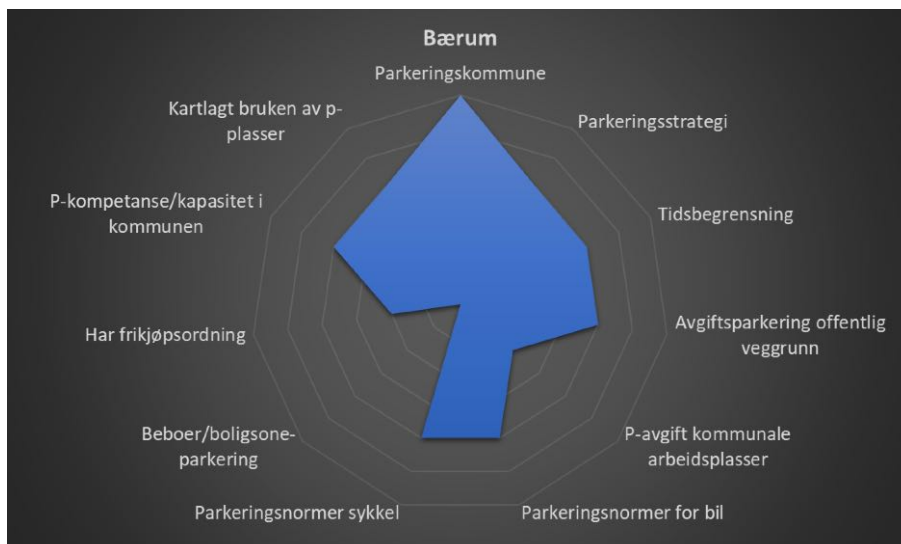 Bærum
Parkeringskommune
Parkeringsstrategi
Tidsbegrensning
Avgiftsparkering offentlig
veggrunn
P-avgift kommunale
arbeidsplasser
Parkeringsnormer for bil
Parkeringsnormer sykkel
Beboer/boligsone-
parkering
Har frikjøpsordning
P-kompetanse/kapasitet i
kommunen
Kartlagt bruken av p-
plasser